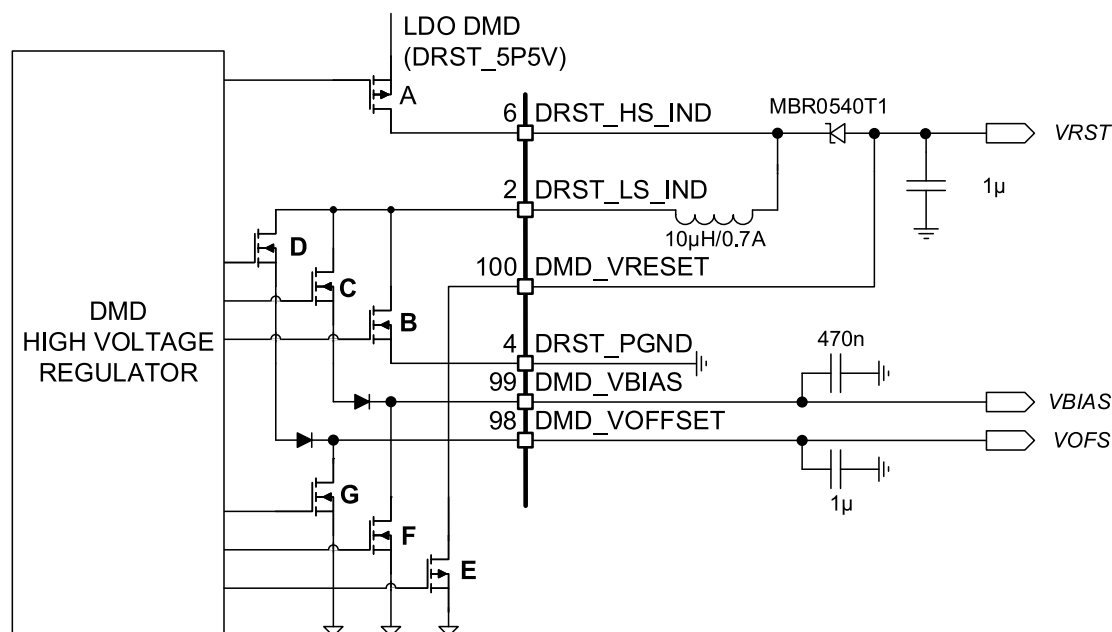 LDO DMD
(DRST_5P5V)
A
6 DRST_HS_IND
MBR0540T1
VRST
1µ
2 DRST_LS_IND
10µH/0.7A
D
C
B
100 DMD_VRESET
DMD
HIGH VOLTAGE
REGULATOR
4 DRST_PGND
470n
99 DMD_VBIAS
VBIAS
98 DMD_VOFFSET
VOFS
1µ
G
F
E